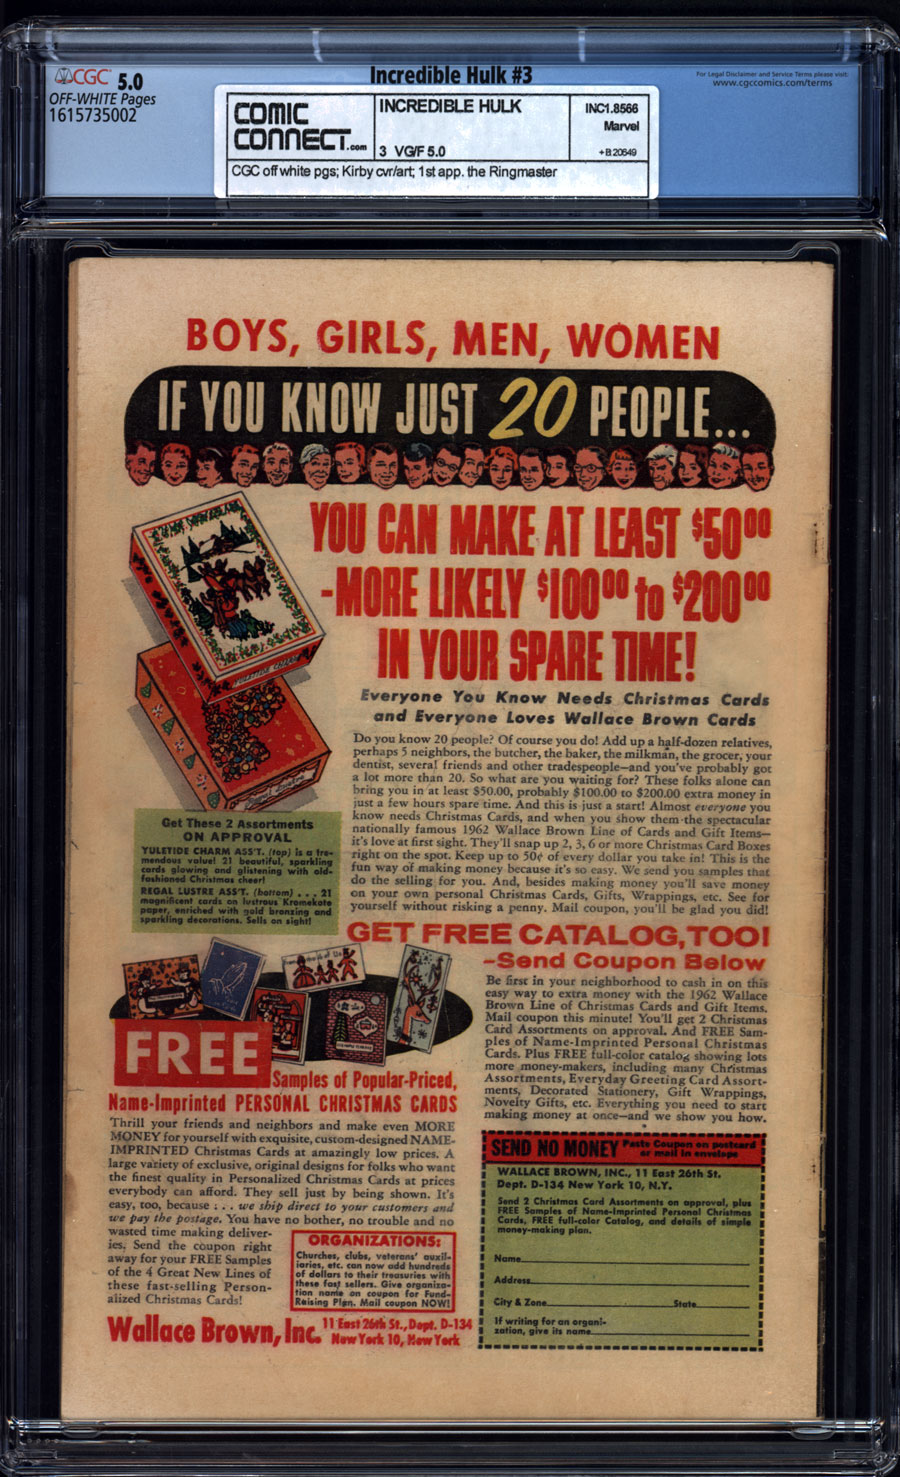 CGC 5.0
OFF-WHITE Pages
1615735002
Incredible Hulk #3
For Legal Disclaimer and Service Terms please visit:
www.cgccomics.com/terms
COMIC
CONNECT.com
INCREDIBLE HULK
3 VG/F 5.0
INC1.8566
Marvel
+B:20649
CGC off white pgs; Kirby cvr/art; 1st app. the Ringmaster
BOYS, GIRLS, MEN, WOMEN
IF YOU KNOW JUST 20 PEOPLE...
YOU CAN MAKE AT LEAST $50.00
-MORE LIKELY $100.00 to $200.00
IN YOUR SPARE TIME!
Everyone You Know Needs Christmas Cards
and Everyone Loves Wallace Brown Cards
Do you know 20 people? Of course you do! Add up a half-dozen relatives,
perhaps 5 neighbors, the butcher, the baker, the milkman, the grocer, your
dentist, several friends and other tradespeople—and you've probably got
a lot more than 20. So what are you waiting for? These folks alone can
bring you in at least $50.00, probably $100.00 to $200.00 extra money in
just a few hours spare time. And this is just a start! Almost everyone you
know needs Christmas Cards, and when you show them the spectacular
nationally famous 1962 Wallace Brown Line of Cards and Gift Items—
it's love at first sight. They'll snap up 2, 3, 6 or more Christmas Card Boxes
right on the spot. Keep up to 50¢ of every dollar you take in! This is the
fun way of making money because it's so easy. We send you samples that
do the selling for you. And, besides making money you'll save money
on your own personal Christmas Cards, Gifts, Wrappings, etc. See for
yourself without risking a penny. Mail coupon, you'll be glad you did!
Get These 2 Assortments
ON APPROVAL
YULETIDE CHARM ASS'T. (top) is a tre-
mendous value! 21 beautiful, sparkling
cards glowing and glistening with old-
fashioned Christmas cheer!
REGAL LUSTRE ASS'T. (bottom) . . . 21
magnificent cards on lustrous Kromekote
paper, enriched with gold bronzing and
sparkling decorations. Sells on sight!
GET FREE CATALOG, TOO!
—Send Coupon Below
Be first in your neighborhood to cash in on this
easy way to extra money with the 1962 Wallace
Brown Line of Christmas Cards and Gift Items.
Mail coupon this minute! You'll get 2 Christmas
Card Assortments on approval. And FREE Sam-
ples of Name-Imprinted Personal Christmas
Cards. Plus FREE full-color catalog showing lots
more money-makers, including many Christmas
Assortments, Everyday Greeting Card Assort-
ments, Decorated Stationery, Gift Wrappings,
Novelty Gifts, etc. Everything you need to start
making money at once—and we show you how.
FREE
Samples of Popular-Priced,
Name-Imprinted PERSONAL CHRISTMAS CARDS
Thrill your friends and neighbors and make even MORE
MONEY for yourself with exquisite, custom-designed NAME-
IMPRINTED Christmas Cards at amazingly low prices. A
large variety of exclusive, original designs for folks who want
the finest quality in Personalized Christmas Cards at prices
everybody can afford. They sell just by being shown. It's
easy, too, because . . . we ship direct to your customers and
we pay the postage. You have no bother, no trouble and no
wasted time making deliver-
ies. Send the coupon right
away for your FREE Samples
of the 4 Great New Lines of
these fast-selling Person-
alized Christmas Cards!
ORGANIZATIONS:
Churches, clubs, veterans' auxil-
iaries, etc. can now add hundreds
of dollars to their treasuries with
these fast sellers. Give organiza-
tion name on coupon for Fund-
Raising Plan. Mail coupon NOW!
Wallace Brown, Inc. 11 East 26th St., Dept. D-134
New York 10, New York
SEND NO MONEY Paste Coupon on postcard
or mail in envelope
WALLACE BROWN, INC., 11 East 26th St.
Dept. D-134 New York 10, N.Y.
Send 2 Christmas Card Assortments on approval, plus
FREE Samples of Name-Imprinted Personal Christmas
Cards, FREE full-color Catalog, and details of simple
money-making plan.
Name
Address
City & Zone State
If writing for an organi-
zation, give its name